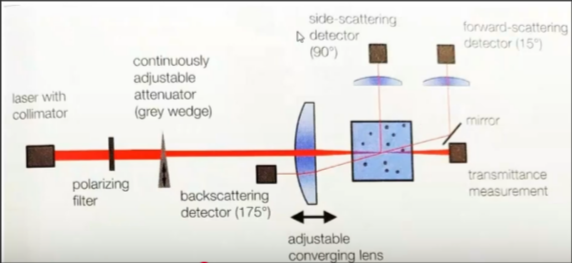 side-scattering
detector
(90°)
forward-scattering
detector (15°)
continuously
adjustable
attenuator
(grey wedge)
laser with
collimator
mirror
polarizing
filter
backscattering
detector (175°)
transmittance
measurement
adjustable
converging lens